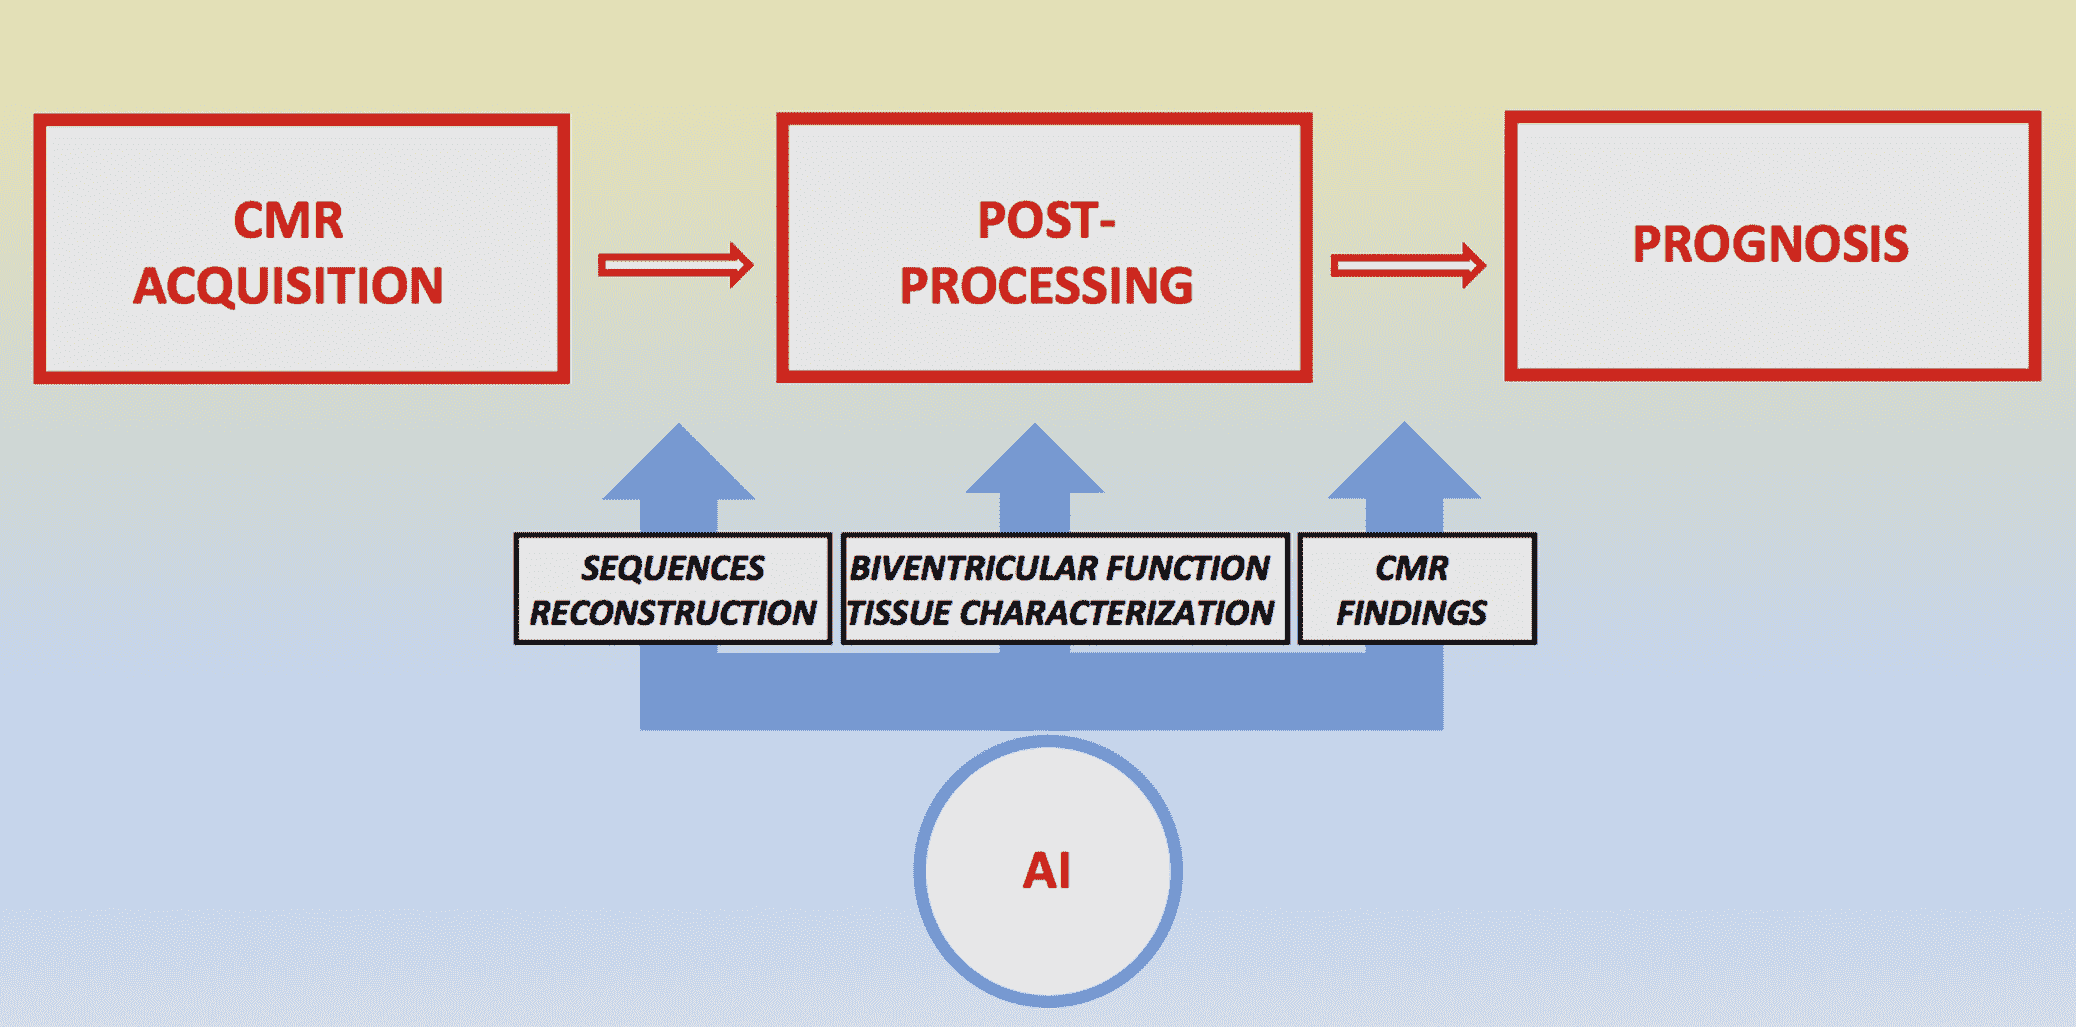 CMR
ACQUISITION
POST-
PROCESSING
PROGNOSIS
SEQUENCES
RECONSTRUCTION
BIVENTRICULAR FUNCTION
TISSUE CHARACTERIZATION
CMR
FINDINGS
AI